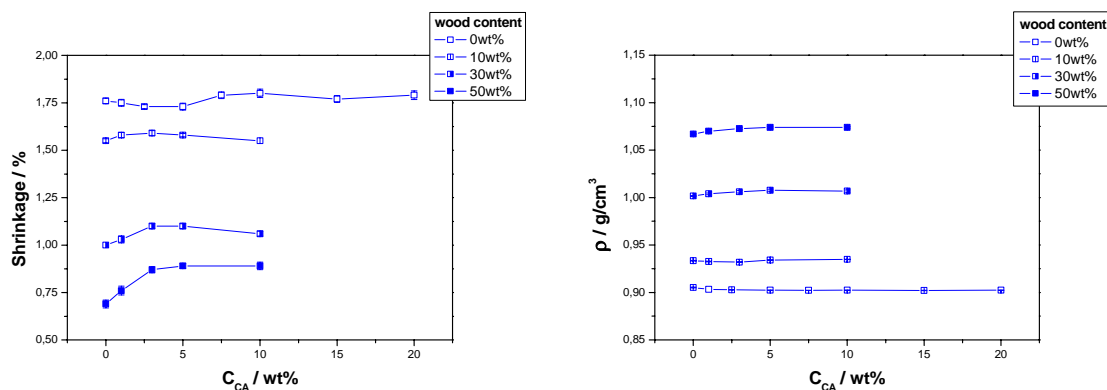 wood content
0wt%
10wt%
30wt%
50wt%
2,00
1,75
1,50
1,25
1,00
0,75
0,50
Shrinkage / %
0 5 10 15 20
C_CA / wt%
wood content
0wt%
10wt%
30wt%
50wt%
1,15
1,10
1,05
1,00
0,95
0,90
0,85
ρ / g/cm³
0 5 10 15 20
C_CA / wt%